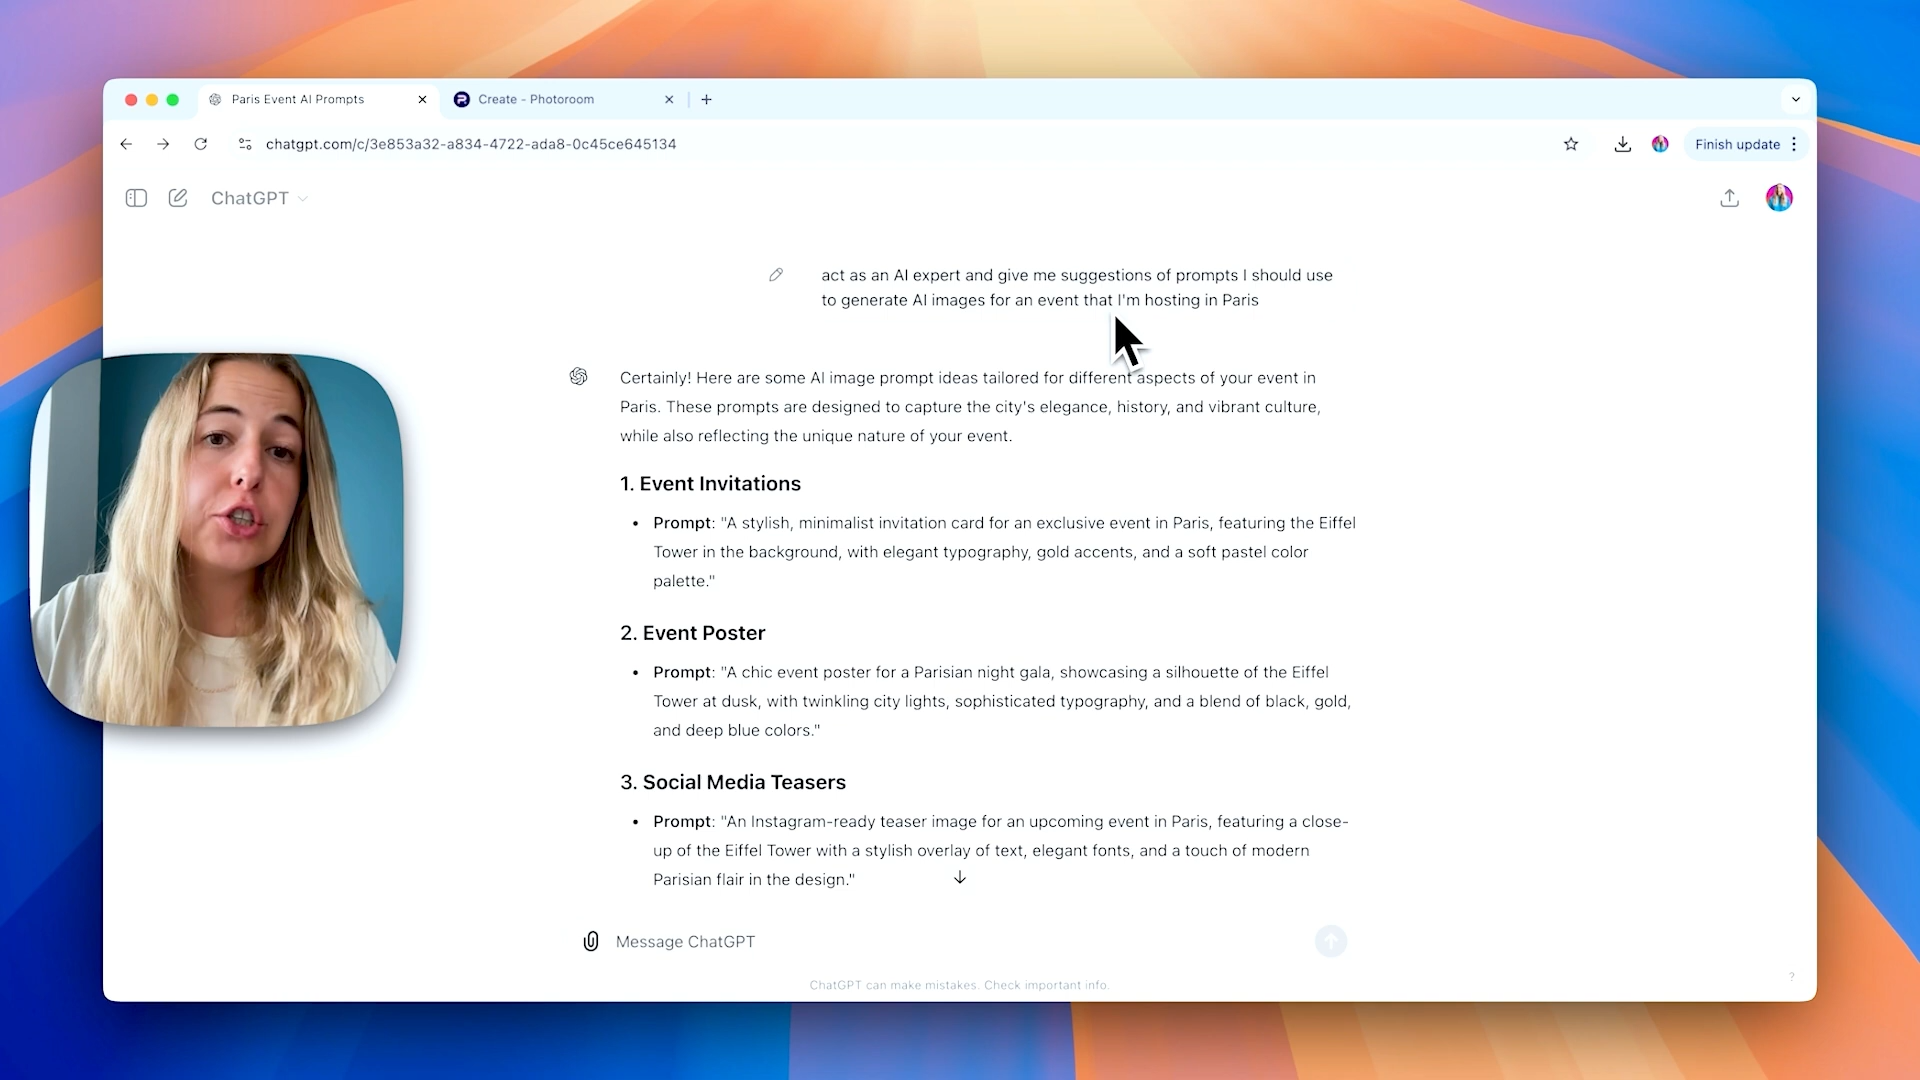 Paris Event AI Prompts
Create - Photoroom
chatgpt.com/c/3e853a32-a834-4722-ada8-0c45ce645134
Finish update
ChatGPT
act as an AI expert and give me suggestions of prompts I should use
to generate AI images for an event that I'm hosting in Paris
Certainly! Here are some AI image prompt ideas tailored for different aspects of your event in
Paris. These prompts are designed to capture the city's elegance, history, and vibrant culture,
while also reflecting the unique nature of your event.
1. Event Invitations
• Prompt: "A stylish, minimalist invitation card for an exclusive event in Paris, featuring the Eiffel
Tower in the background, with elegant typography, gold accents, and a soft pastel color
palette."
2. Event Poster
• Prompt: "A chic event poster for a Parisian night gala, showcasing a silhouette of the Eiffel
Tower at dusk, with twinkling city lights, sophisticated typography, and a blend of black, gold,
and deep blue colors."
3. Social Media Teasers
• Prompt: "An Instagram-ready teaser image for an upcoming event in Paris, featuring a close-
up of the Eiffel Tower with a stylish overlay of text, elegant fonts, and a touch of modern
Parisian flair in the design."
Message ChatGPT
ChatGPT can make mistakes. Check important info.
?